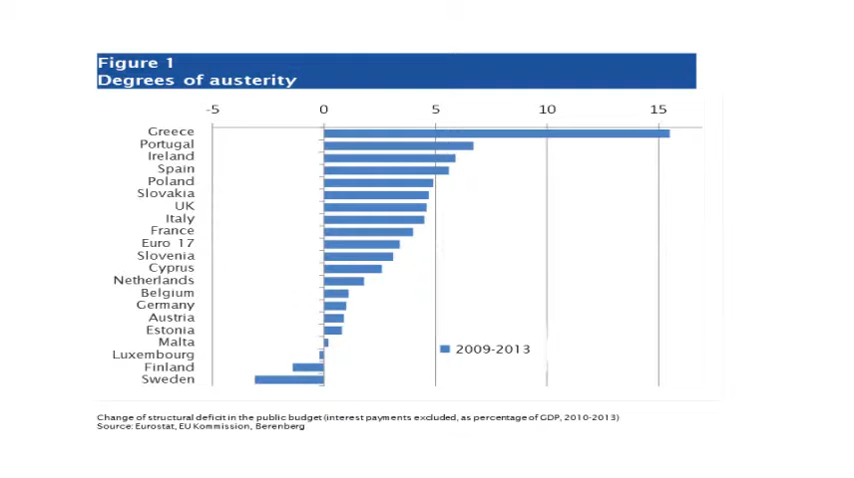 Figure 1
Degrees of austerity
-5 0 5 10 15
Greece
Portugal
Ireland
Spain
Poland
Slovakia
UK
Italy
France
Euro 17
Slovenia
Cyprus
Netherlands
Belgium
Germany
Austria
Estonia
Malta
Luxembourg
Finland
Sweden
2009-2013
Change of structural deficit in the public budget (interest payments excluded, as percentage of GDP, 2010-2013)
Source: Eurostat, EU Kommission, Berenberg